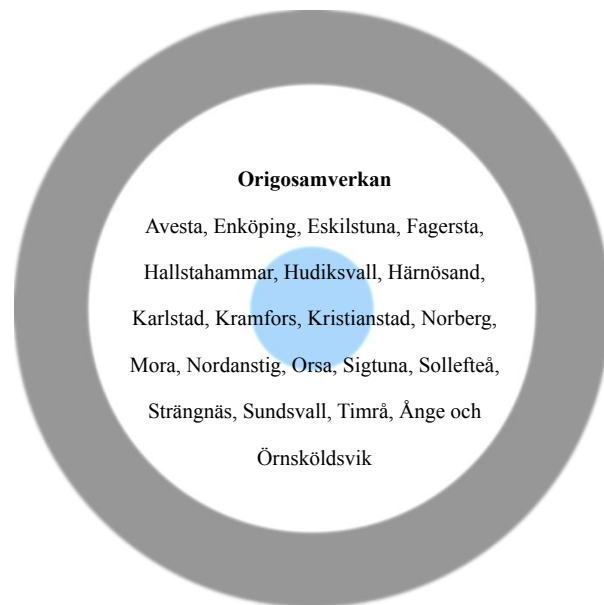 Origosamverkan
Avesta, Enköping, Eskilstuna, Fagersta,
Hallstahammar, Hudiksvall, Härnösand,
Karlstad, Kramfors, Kristianstad, Norberg,
Mora, Nordanstig, Orsa, Sigtuna, Sollefteå,
Strängnäs, Sundsvall, Timrå, Ånge och
Örnsköldsvik